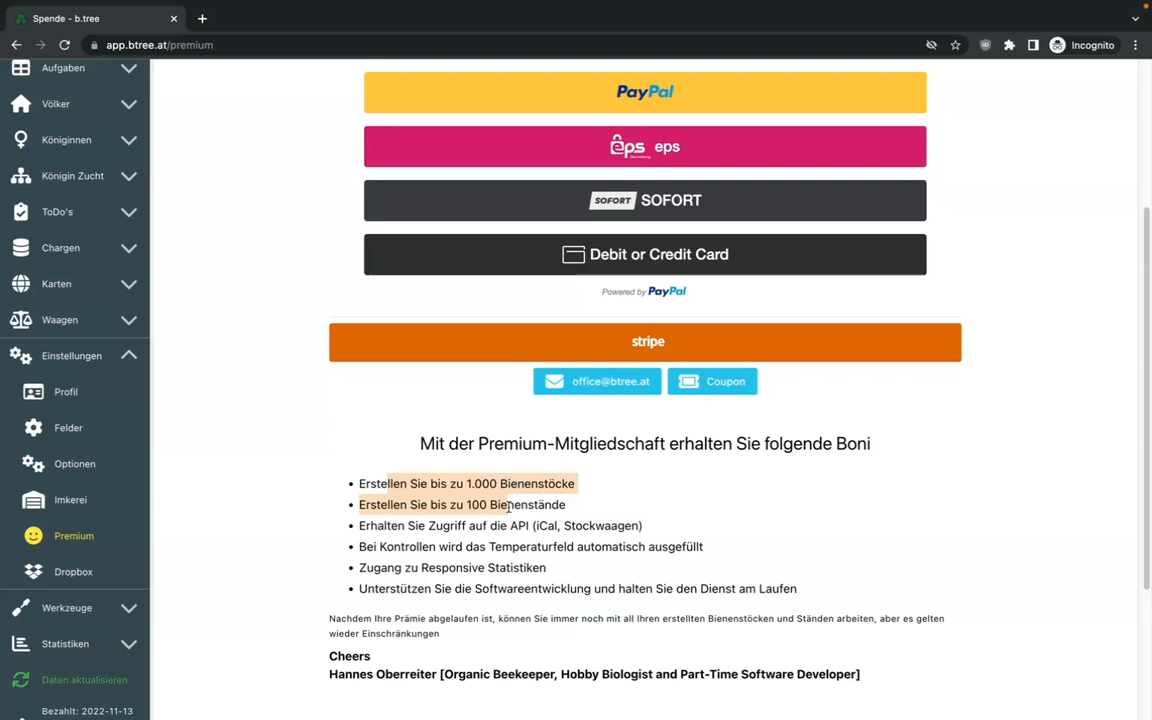 Spende - b.tree
app.btree.at/premium
Incognito
Aufgaben
Völker
Königinnen
Königin Zucht
ToDo's
Chargen
Karten
Waagen
Einstellungen
Profil
Felder
Optionen
Imkerei
Premium
Dropbox
Werkzeuge
Statistiken
Daten aktualisieren
Bezahlt: 2022-11-13
PayPal
eps eps
SOFORT SOFORT
Debit or Credit Card
Powered by PayPal
stripe
office@btree.at
Coupon
Mit der Premium-Mitgliedschaft erhalten Sie folgende Boni
• Erstellen Sie bis zu 1.000 Bienenstöcke
• Erstellen Sie bis zu 100 Bienenstände
• Erhalten Sie Zugriff auf die API (iCal, Stockwaagen)
• Bei Kontrollen wird das Temperaturfeld automatisch ausgefüllt
• Zugang zu Responsive Statistiken
• Unterstützen Sie die Softwareentwicklung und halten Sie den Dienst am Laufen
Nachdem Ihre Prämie abgelaufen ist, können Sie immer noch mit all Ihren erstellten Bienenstöcken und Ständen arbeiten, aber es gelten
wieder Einschränkungen
Cheers
Hannes Oberreiter [Organic Beekeeper, Hobby Biologist and Part-Time Software Developer]